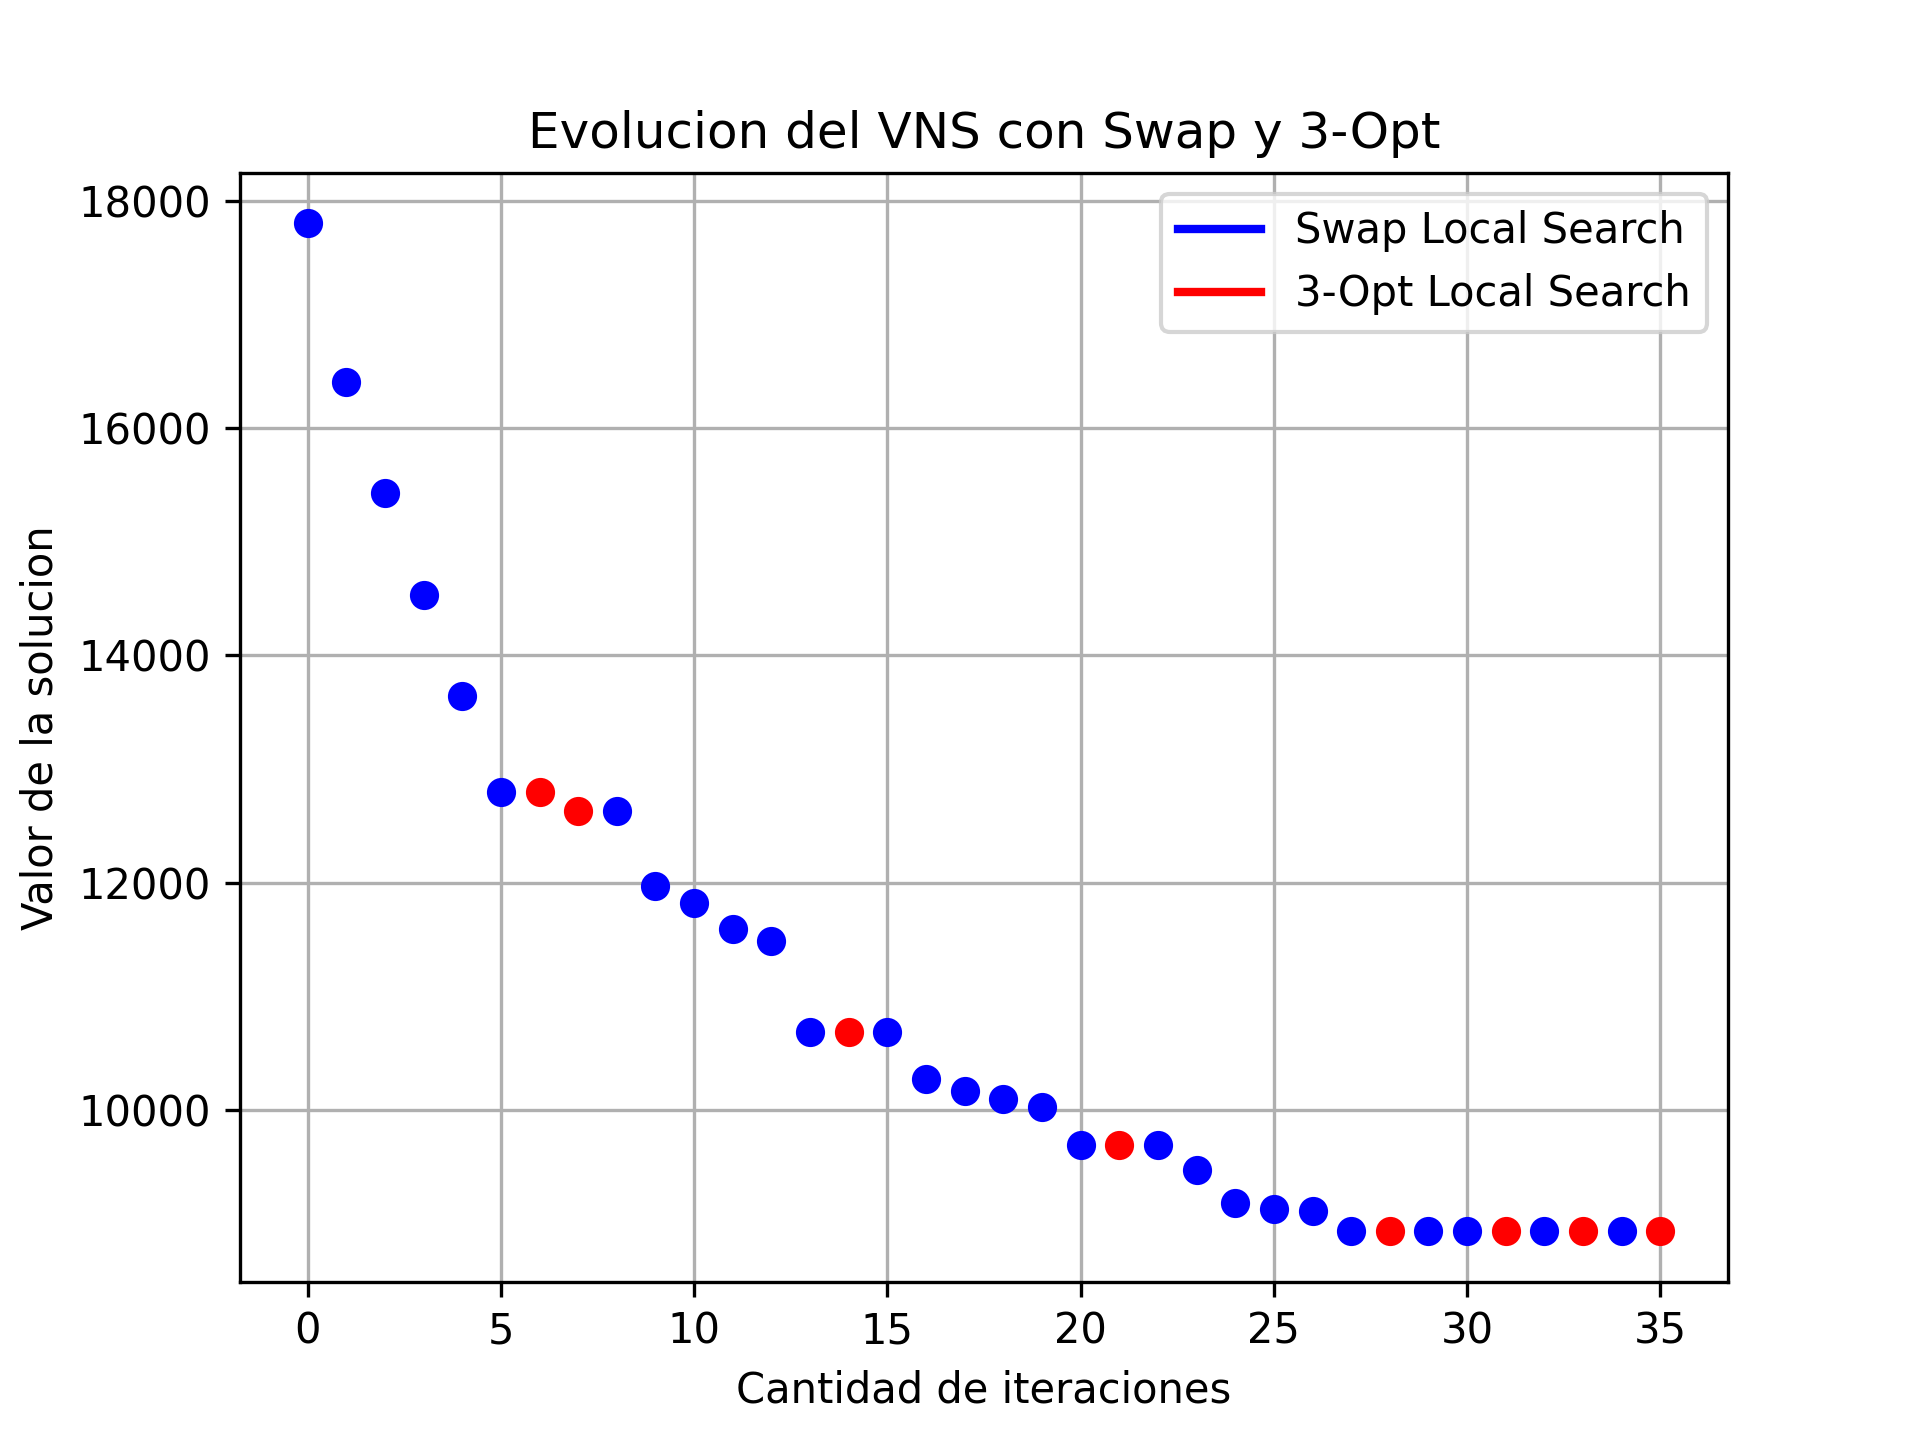 Evolucion del VNS con Swap y 3-Opt
Swap Local Search
3-Opt Local Search
Valor de la solucion
18000
16000
14000
12000
10000
0 5 10 15 20 25 30 35
Cantidad de iteraciones